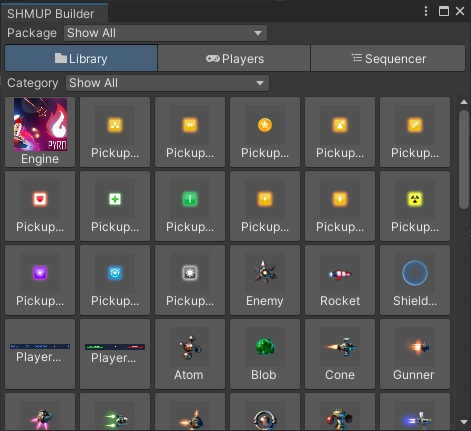 SHMUP Builder
Package Show All
Library Players Sequencer
Category Show All
PYRO
Engine Pickup... Pickup... Pickup... Pickup... Pickup...
Pickup... Pickup... Pickup... Pickup... Pickup... Pickup...
Pickup... Pickup... Pickup... Enemy Rocket Shield...
Player... Player... Atom Blob Cone Gunner